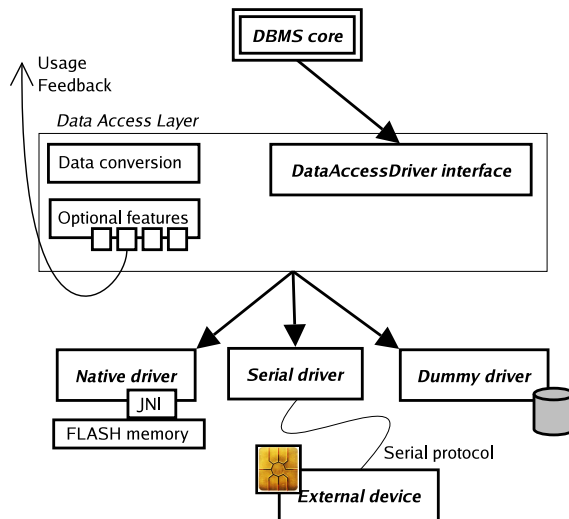 DBMS core
Usage
Feedback
Data Access Layer
Data conversion
DataAccessDriver interface
Optional features
Native driver
Serial driver
Dummy driver
JNI
FLASH memory
Serial protocol
External device